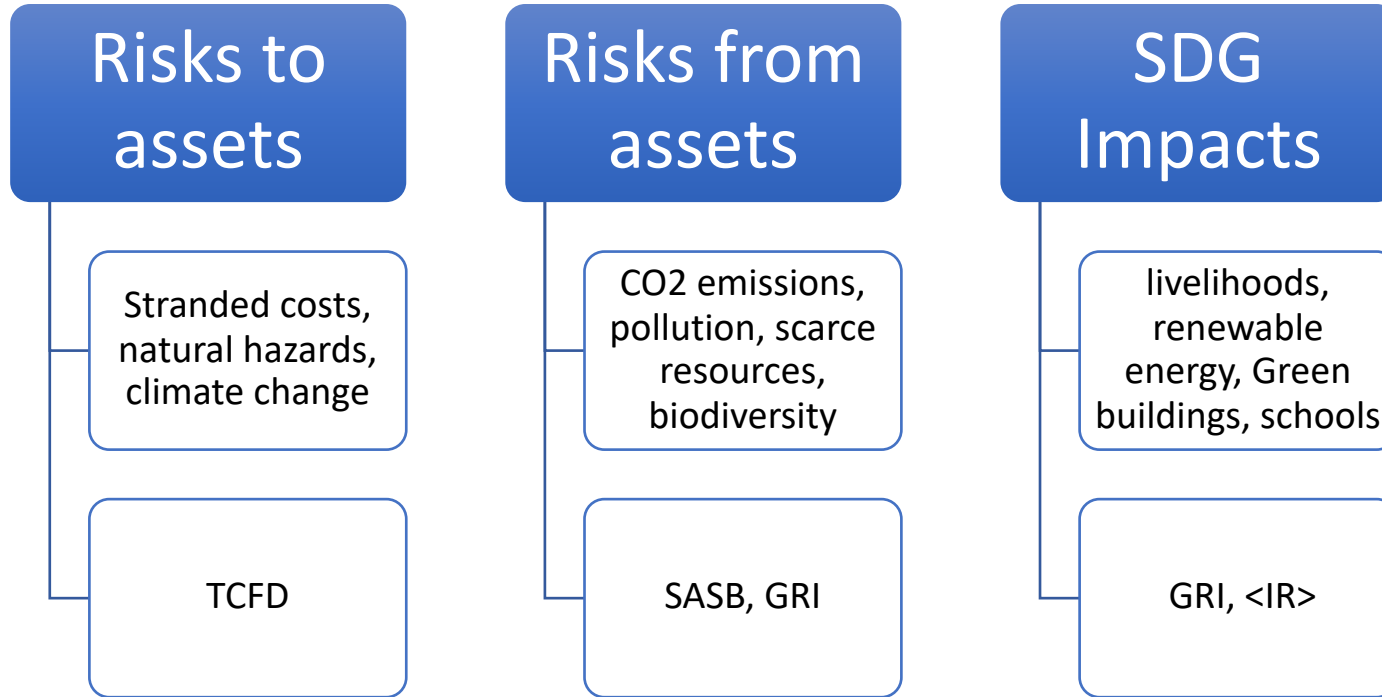 Risks to
assets
Stranded costs,
natural hazards,
climate change
TCFD
Risks from
assets
CO2 emissions,
pollution, scarce
resources,
biodiversity
SASB, GRI
SDG
Impacts
livelihoods,
renewable
energy, Green
buildings, schools
GRI, <IR>